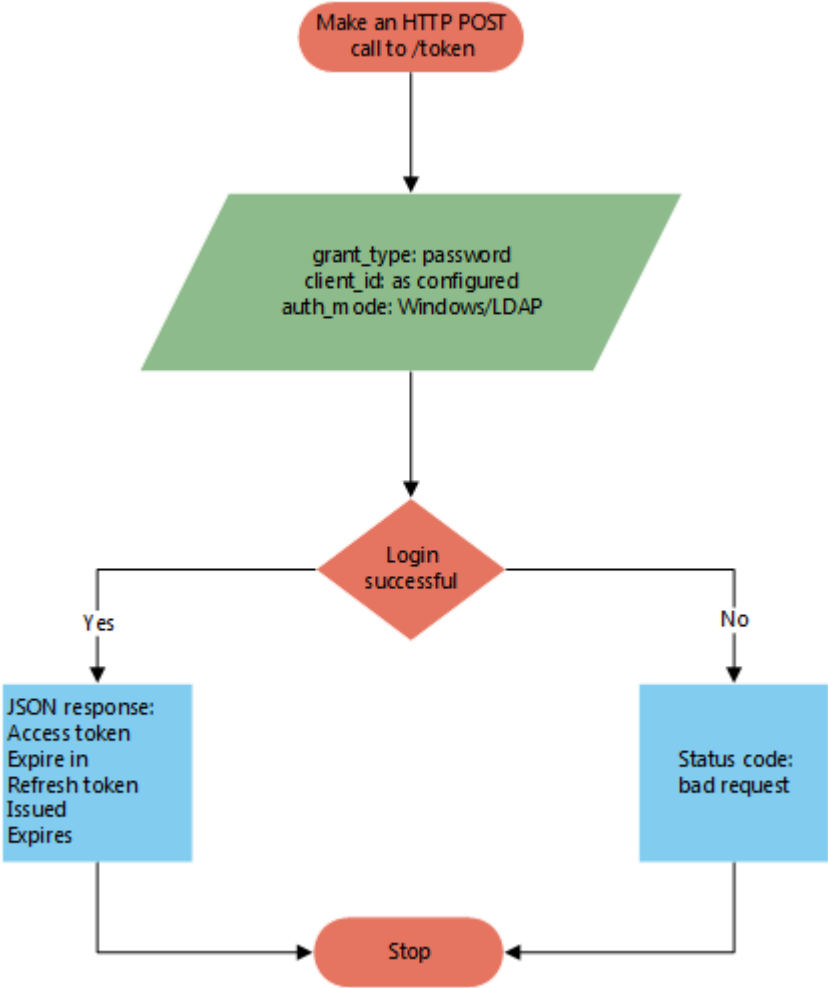 Make an HTTP POST
call to /token
grant_type: password
client_id: as configured
auth_mode: Windows/LDAP
Login
successful
Yes
No
JSON response:
Access token
Expire in
Refresh token
Issued
Expires
Status code:
bad request
Stop